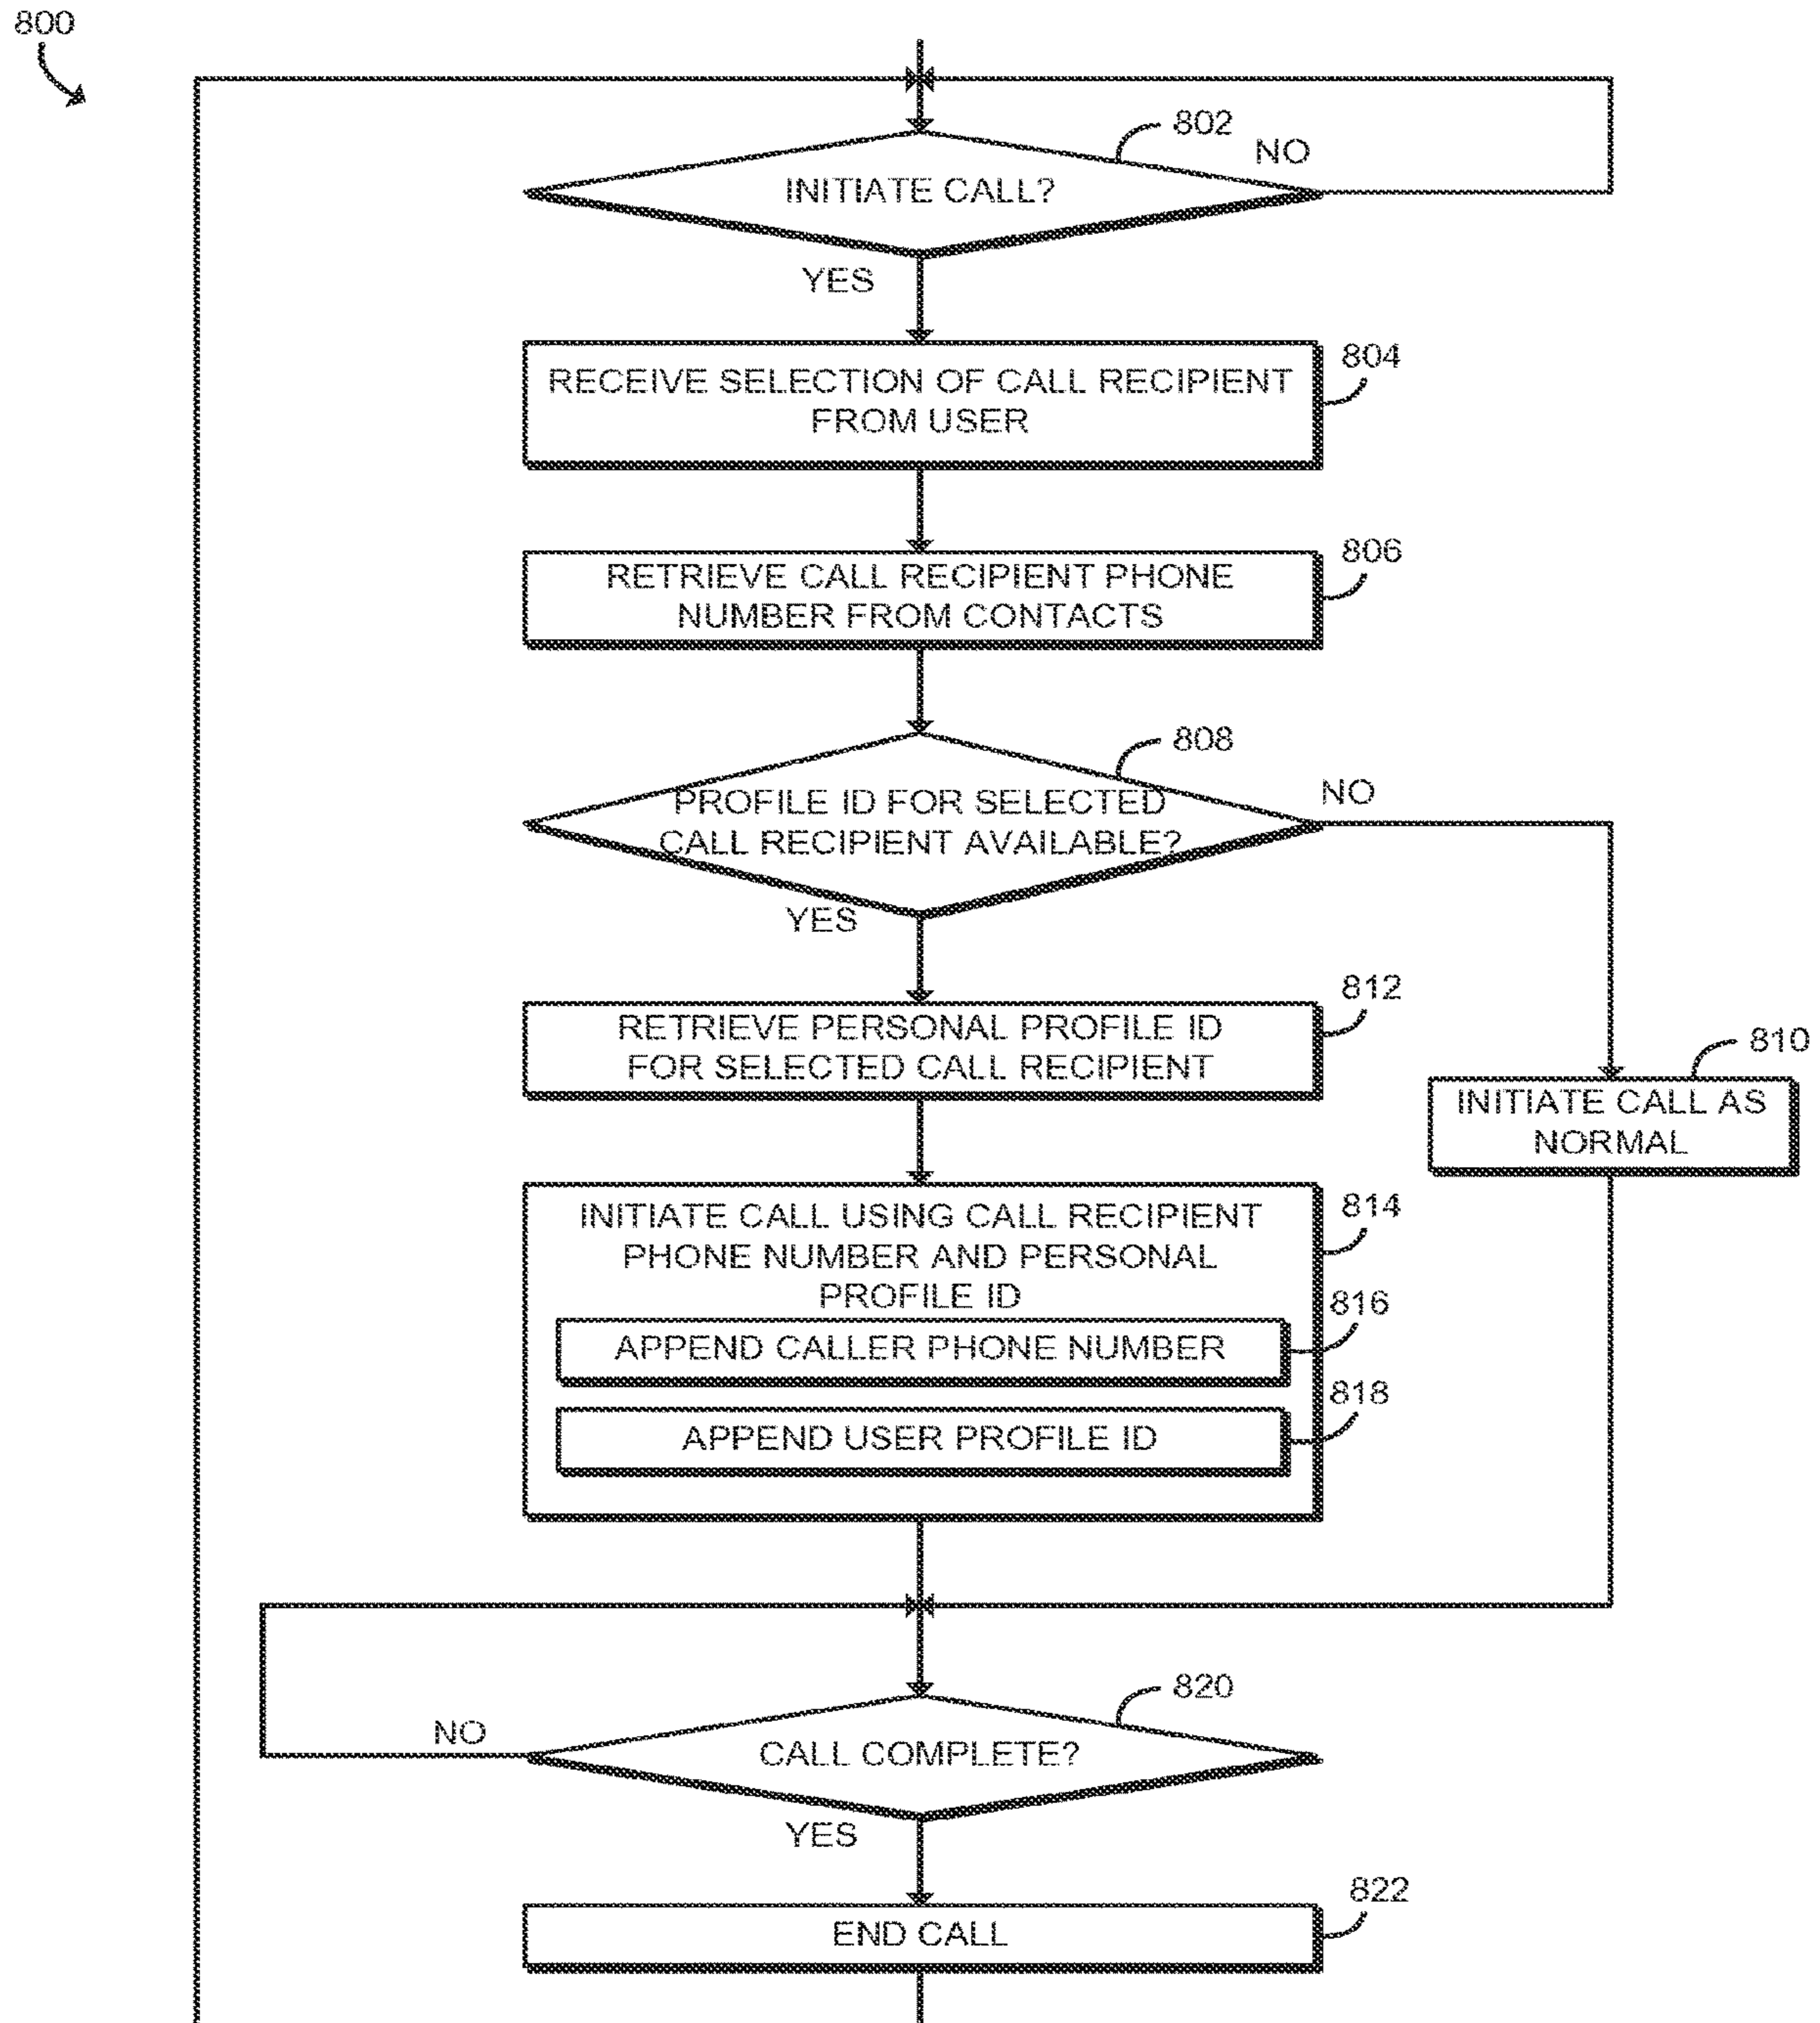 800
802
INITIATE CALL?
NO
YES
804
RECEIVE SELECTION OF CALL RECIPIENT
FROM USER
806
RETRIEVE CALL RECIPIENT PHONE
NUMBER FROM CONTACTS
808
PROFILE ID FOR SELECTED
CALL RECIPIENT AVAILABLE?
NO
YES
812
RETRIEVE PERSONAL PROFILE ID
FOR SELECTED CALL RECIPIENT
810
INITIATE CALL AS
NORMAL
814
INITIATE CALL USING CALL RECIPIENT
PHONE NUMBER AND PERSONAL
PROFILE ID
816
APPEND CALLER PHONE NUMBER
818
APPEND USER PROFILE ID
820
NO
CALL COMPLETE?
YES
822
END CALL